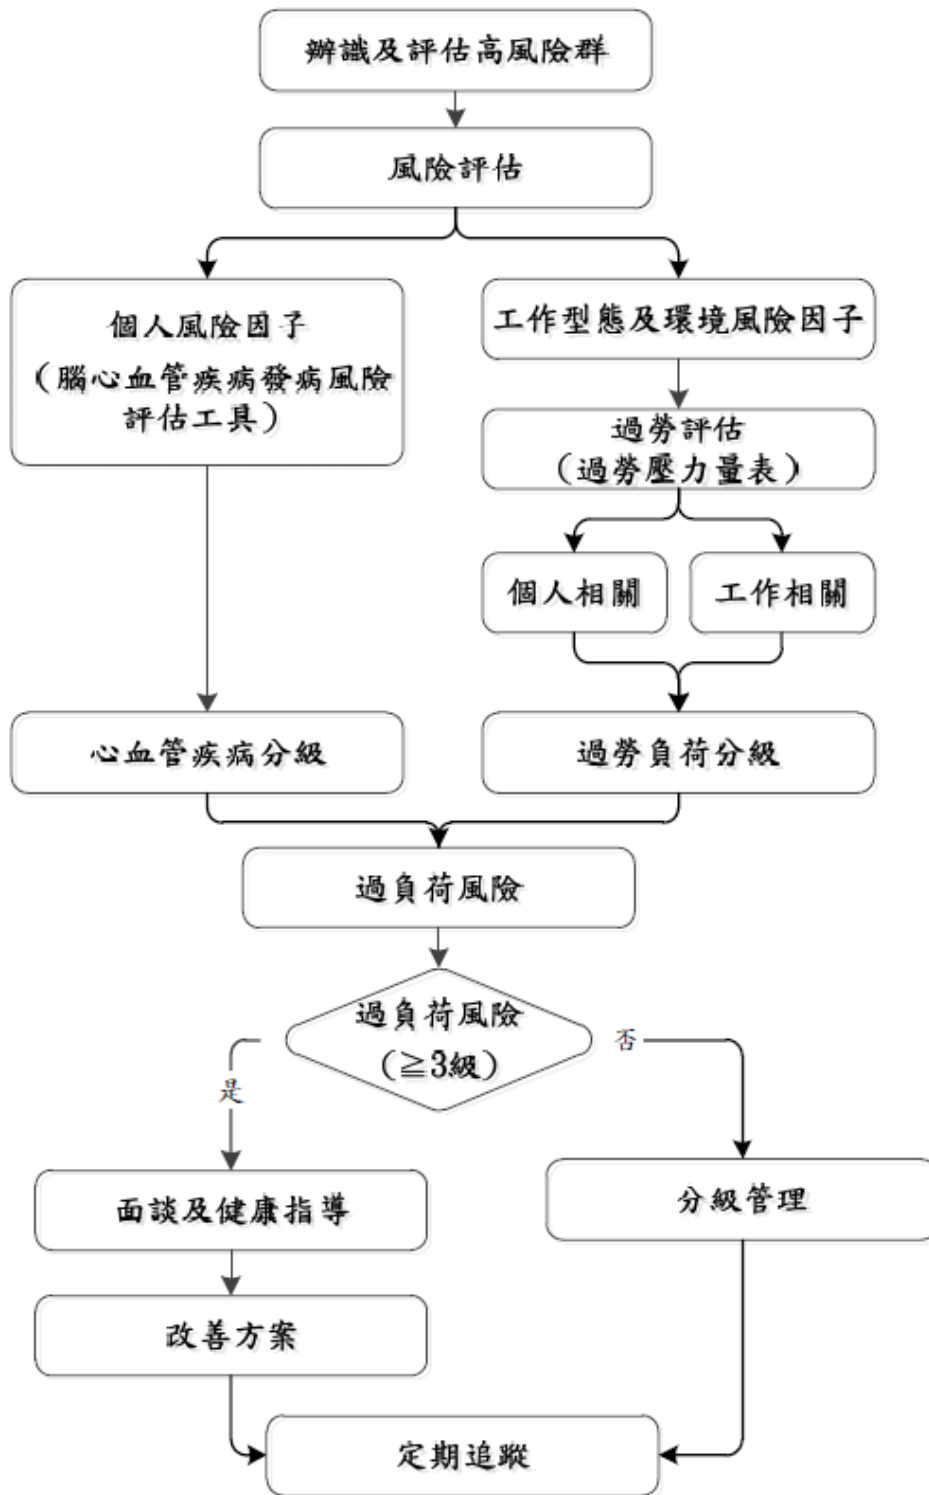 辨識及評估高風險群
風險評估
個人風險因子
（腦心血管疾病發病風險
評估工具）
工作型態及環境風險因子
過勞評估
（過勞壓力量表）
個人相關
工作相關
心血管疾病分級
過勞負荷分級
過負荷風險
過負荷風險
（≧3級）
是
否
面談及健康指導
分級管理
改善方案
定期追蹤